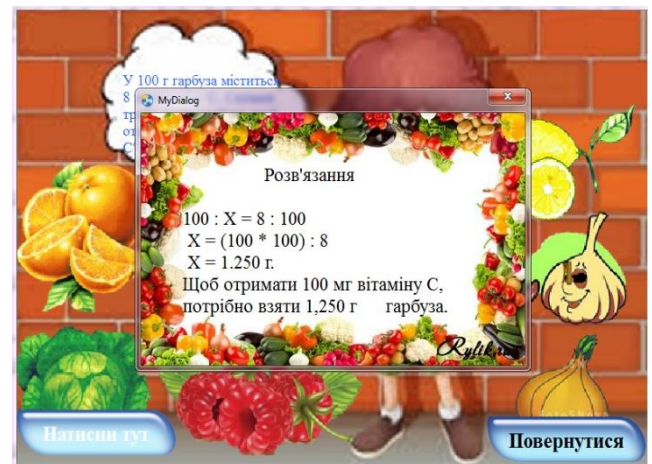 У 100 г гарбуза міститься
8
MyDialog
Розв'язання
100 : X = 8 : 100
X = (100 * 100) : 8
X = 1.250 г.
Щоб отримати 100 мг вітаміну С,
потрібно взяти 1,250 г гарбуза.
Натисни тут
Повернутися